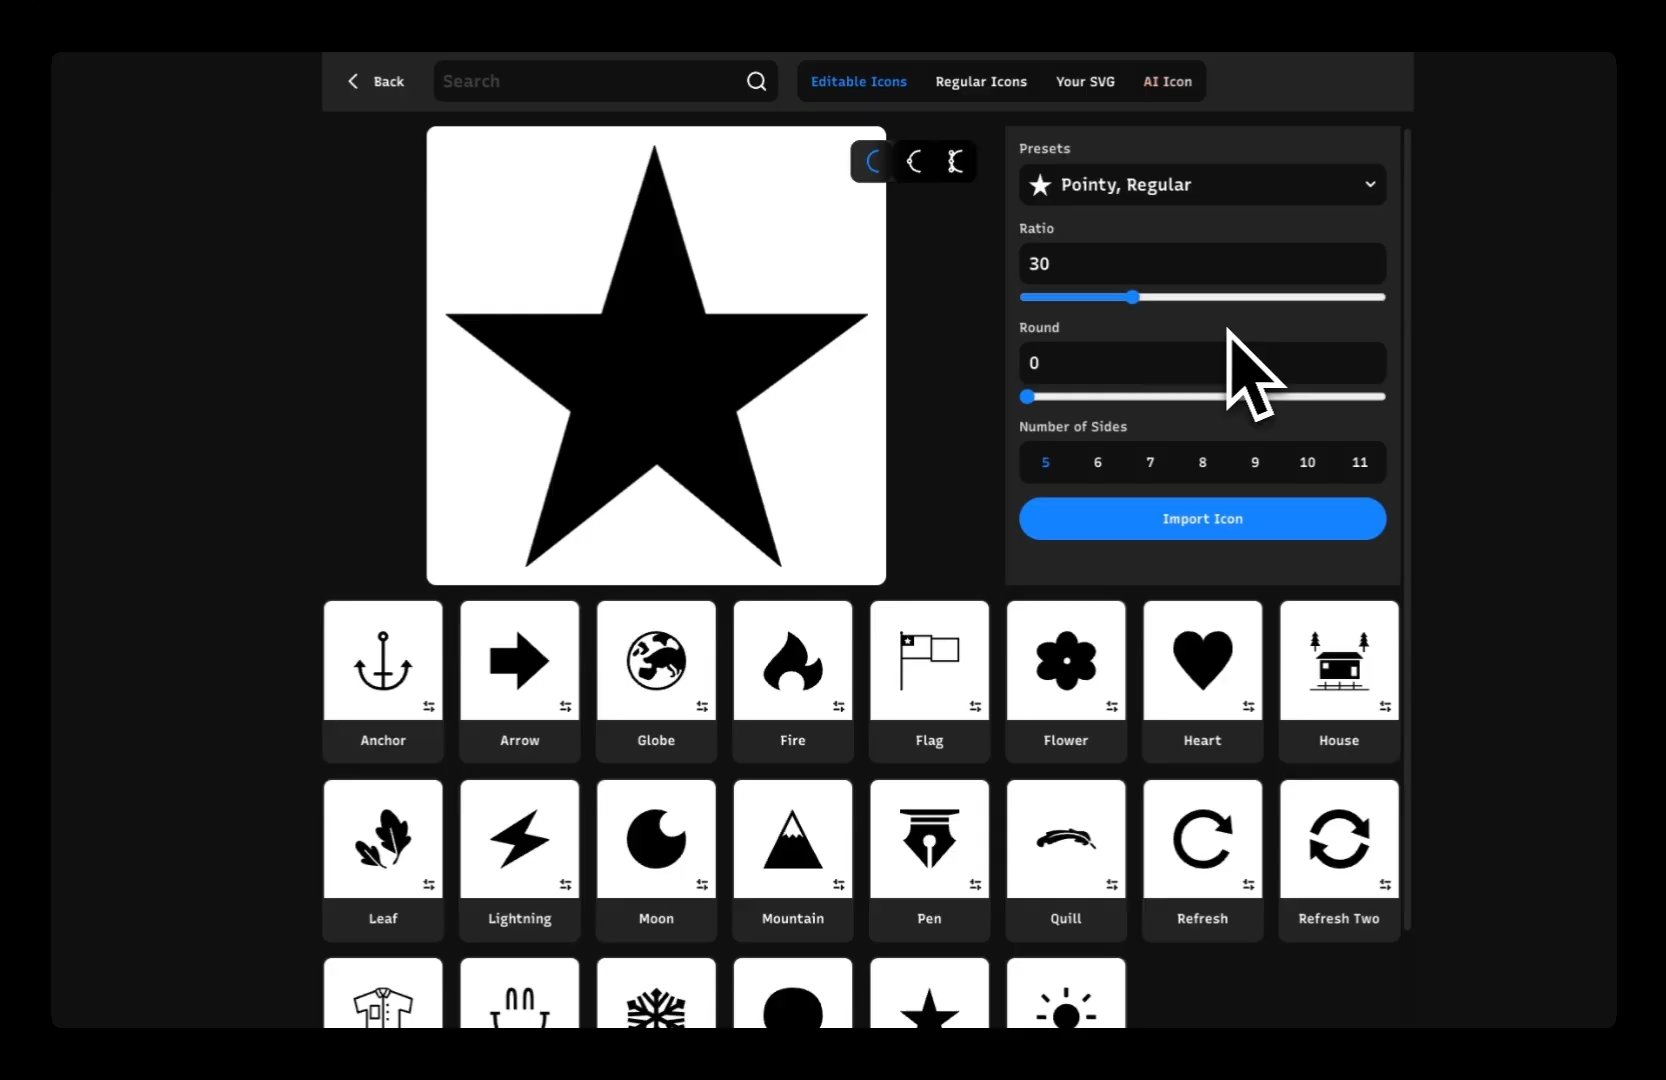 Back
Search
Editable Icons Regular Icons Your SVG AI Icon
Presets
Pointy, Regular
Ratio
30
Round
0
Number of Sides
5 6 7 8 9 10 11
Import Icon
Anchor Arrow Globe Fire Flag Flower Heart House
Leaf Lightning Moon Mountain Pen Quill Refresh Refresh Two